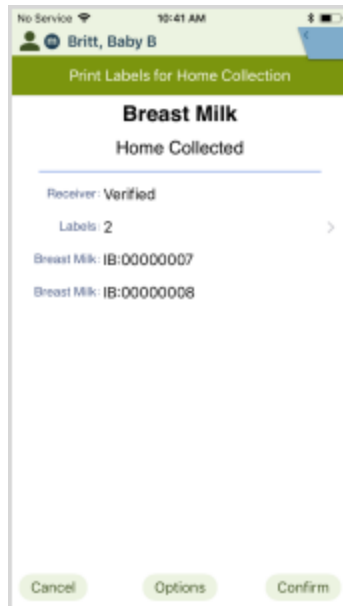 No Service 10:41 AM
m Britt, Baby B
Print Labels for Home Collection
Breast Milk
Home Collected
Receiver: Verified
Labels: 2
Breast Milk: IB:00000007
Breast Milk: IB:00000008
Cancel Options Confirm